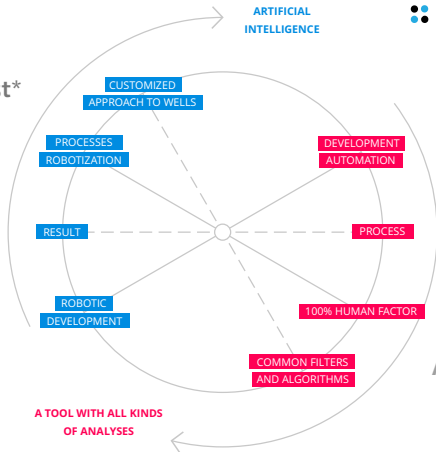 ARTIFICIAL
INTELLIGENCE
st*
CUSTOMIZED
APPROACH TO WELLS
PROCESSES
ROBOTIZATION
DEVELOPMENT
AUTOMATION
RESULT
PROCESS
ROBOTIC
DEVELOPMENT
100% HUMAN FACTOR
COMMON FILTERS
AND ALGORITHMS
A TOOL WITH ALL KINDS
OF ANALYSES